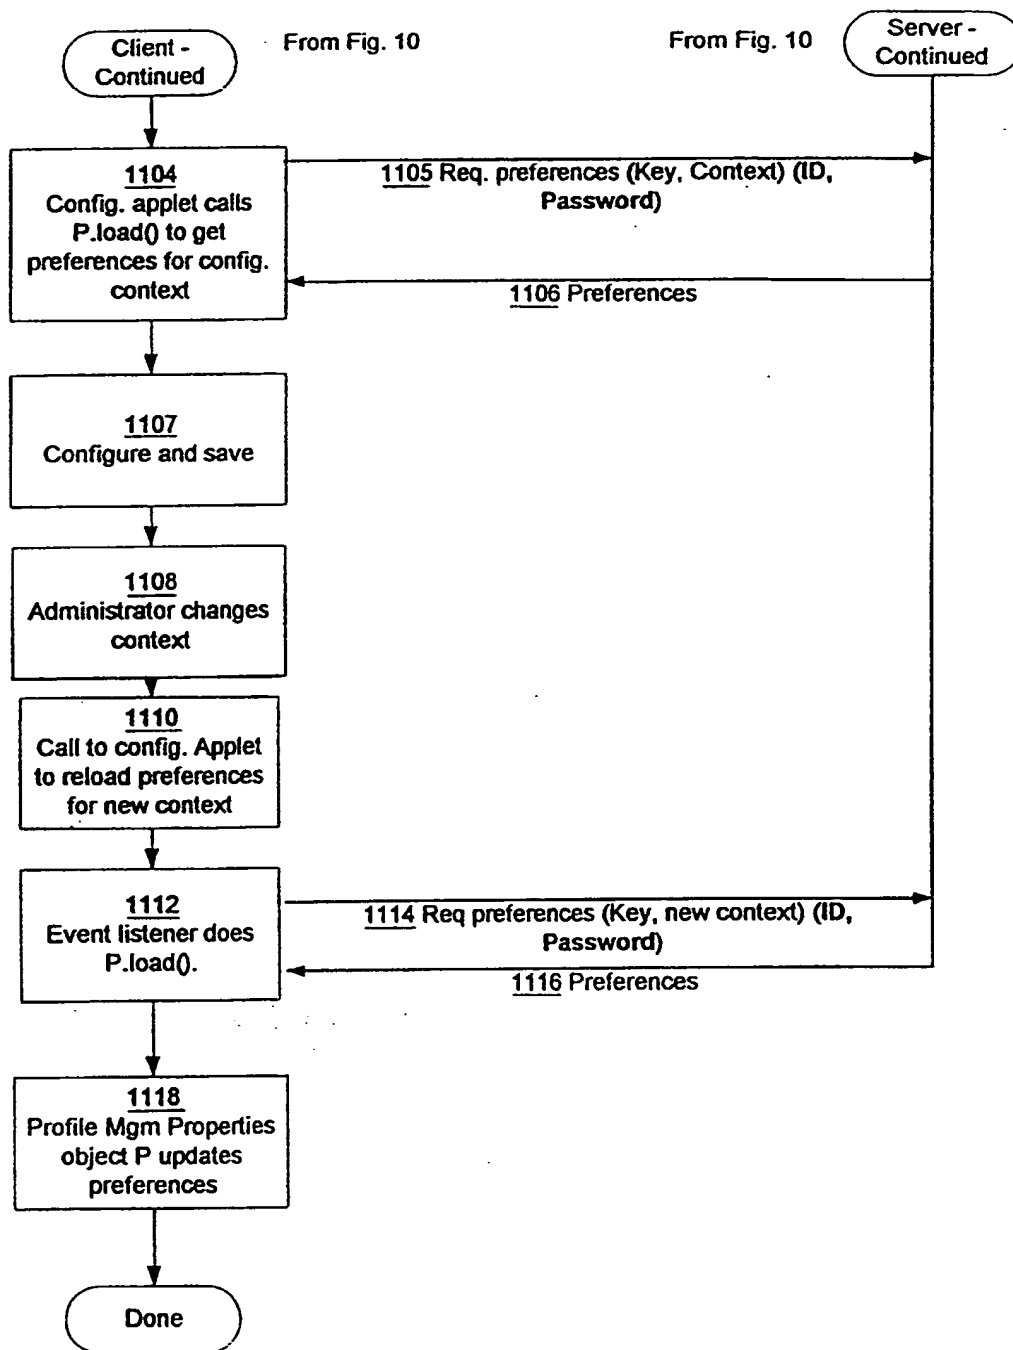 Client -
Continued
From Fig. 10
From Fig. 10
Server -
Continued
1104
Config. applet calls
P.load() to get
preferences for config.
context
1105 Req. preferences (Key, Context) (ID,
Password)
1106 Preferences
1107
Configure and save
1108
Administrator changes
context
1110
Call to config. Applet
to reload preferences
for new context
1112
Event listener does
P.load().
1114 Req preferences (Key, new context) (ID,
Password)
1116 Preferences
1118
Profile Mgm Properties
object P updates
preferences
Done